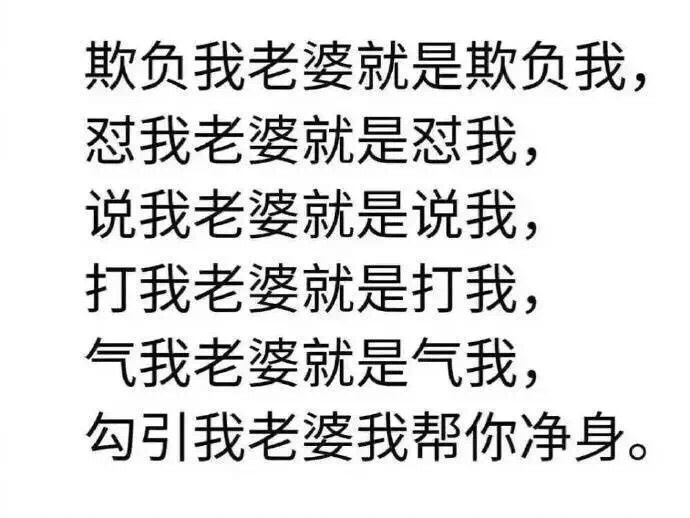 欺负我老婆就是欺负我，
怼我老婆就是怼我，
说我老婆就是说我，
打我老婆就是打我，
气我老婆就是气我，
勾引我老婆我帮你净身。